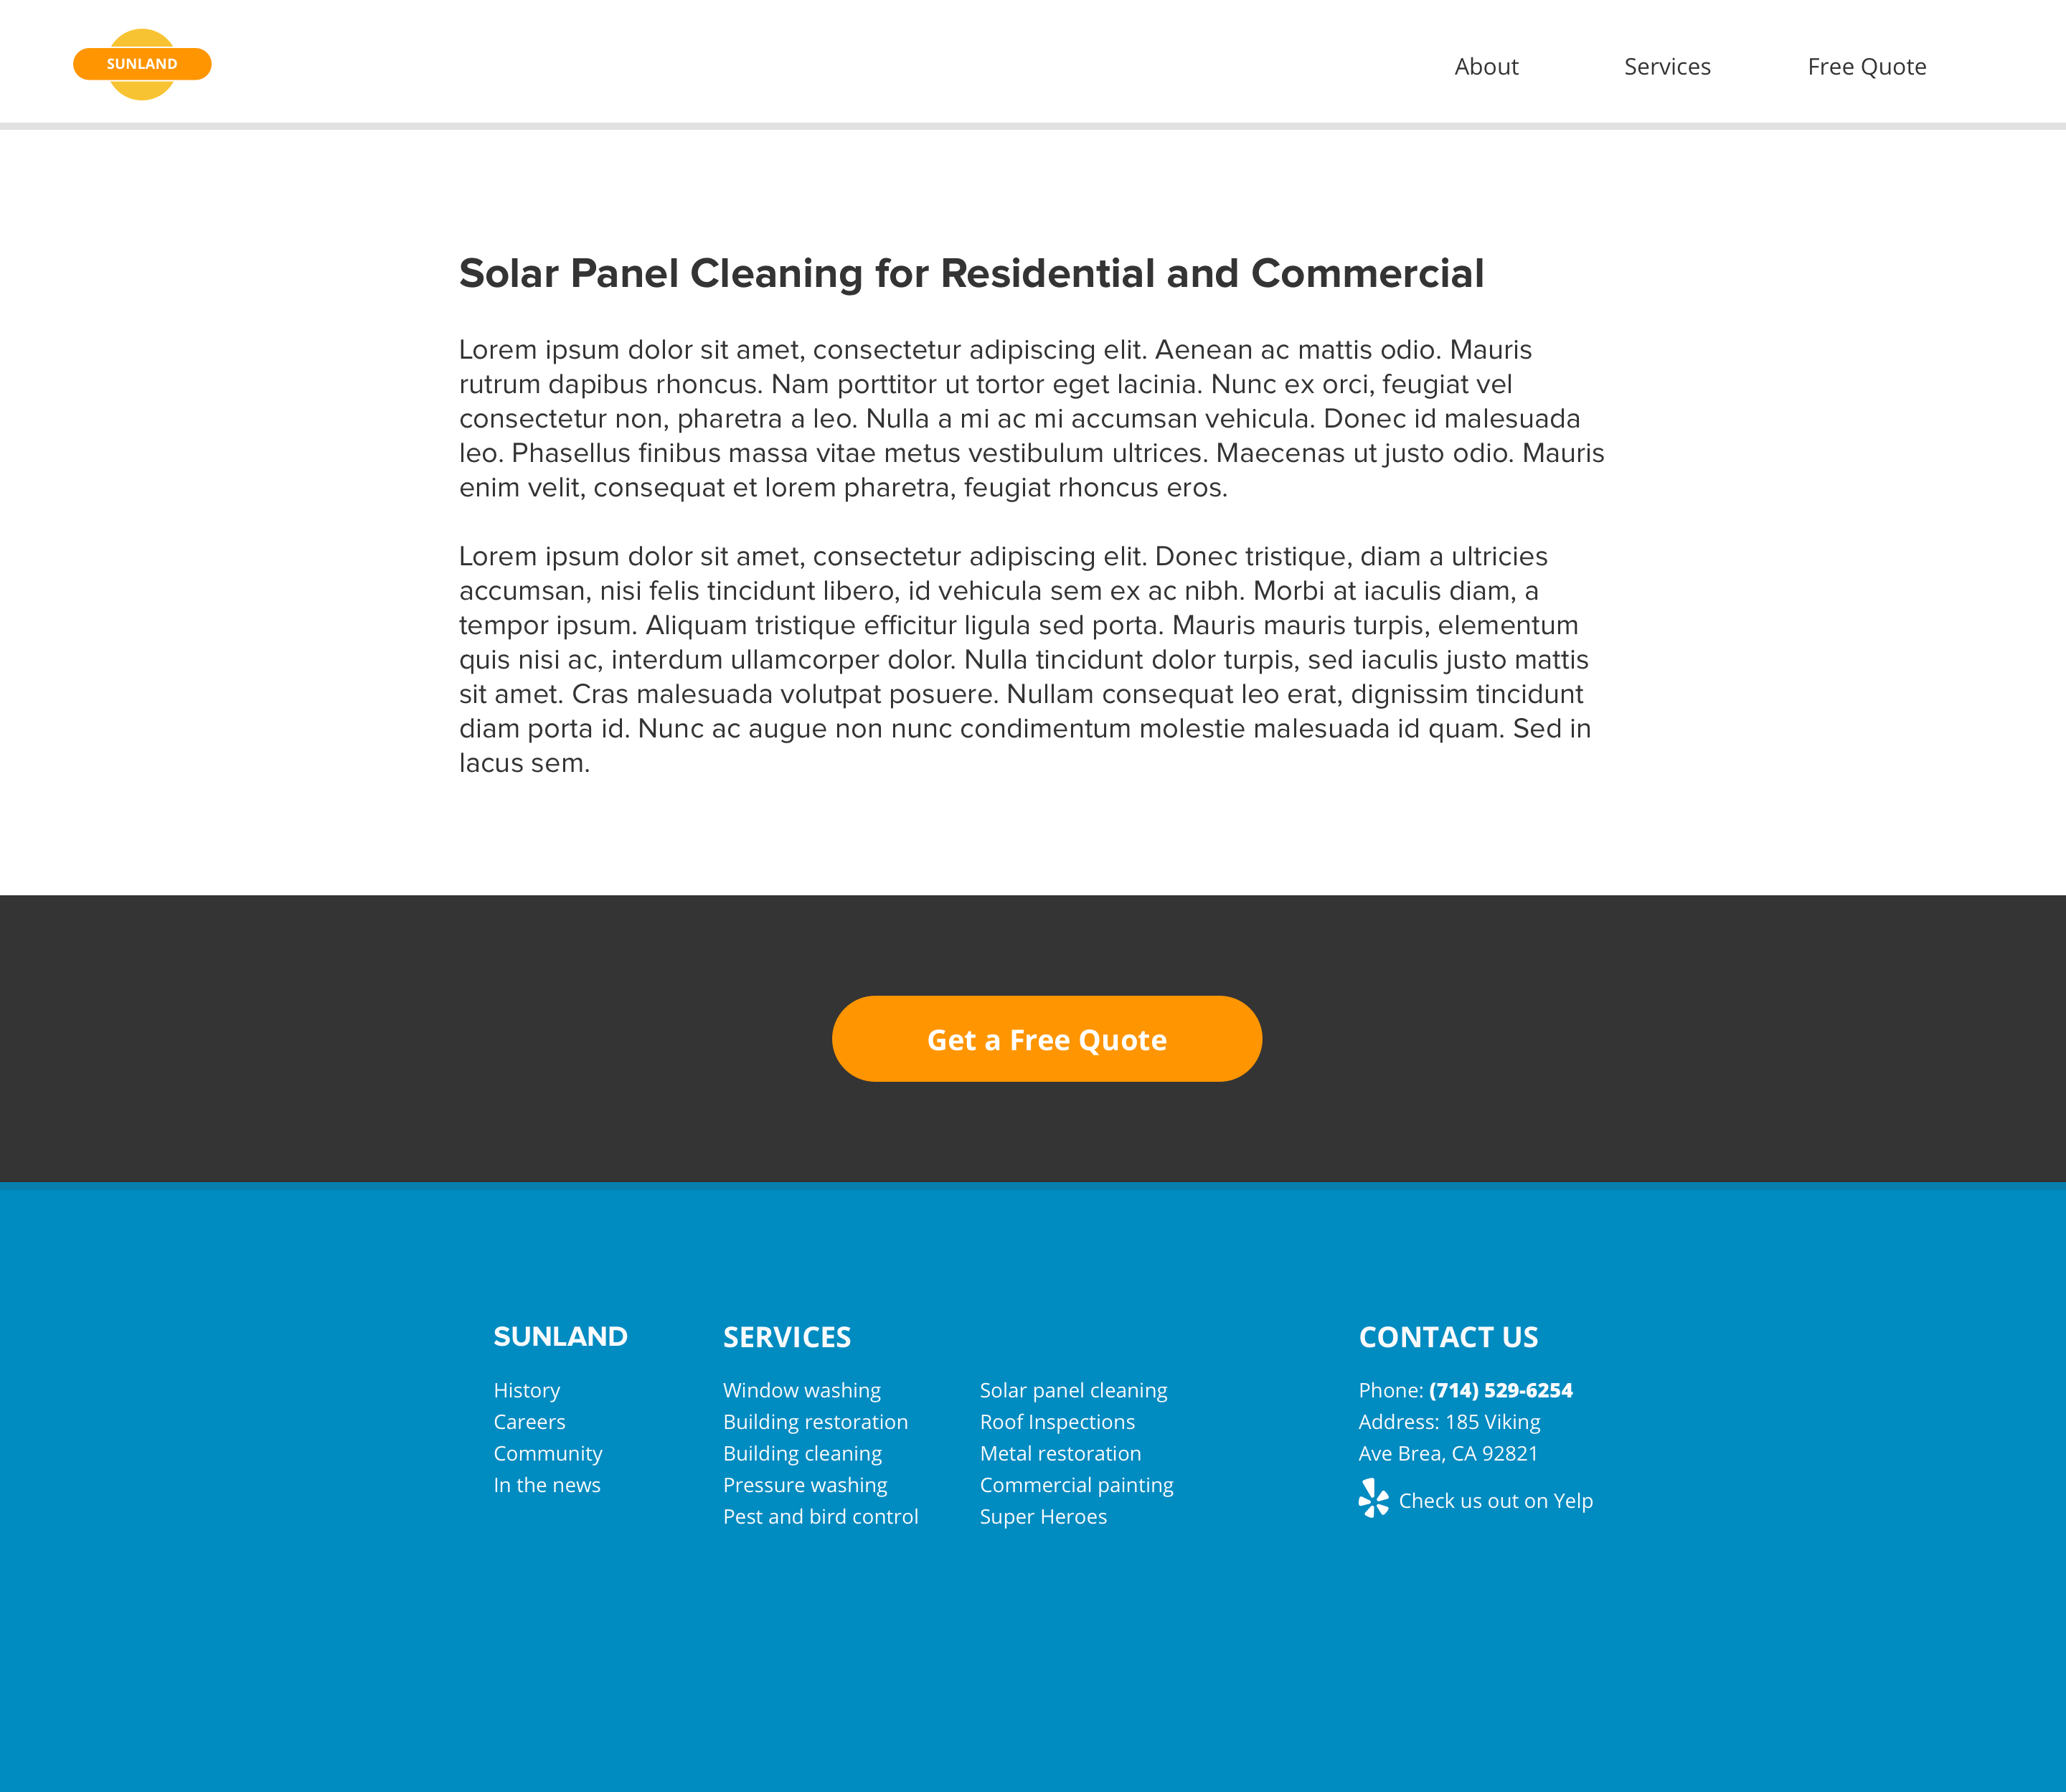 SUNLAND
About
Services
Free Quote
Solar Panel Cleaning for Residential and Commercial
Lorem ipsum dolor sit amet, consectetur adipiscing elit. Aenean ac mattis odio. Mauris
rutrum dapibus rhoncus. Nam porttitor ut tortor eget lacinia. Nunc ex orci, feugiat vel
consectetur non, pharetra a leo. Nulla a mi ac mi accumsan vehicula. Donec id malesuada
leo. Phasellus finibus massa vitae metus vestibulum ultrices. Maecenas ut justo odio. Mauris
enim velit, consequat et lorem pharetra, feugiat rhoncus eros.
Lorem ipsum dolor sit amet, consectetur adipiscing elit. Donec tristique, diam a ultricies
accumsan, nisi felis tincidunt libero, id vehicula sem ex ac nibh. Morbi at iaculis diam, a
tempor ipsum. Aliquam tristique efficitur ligula sed porta. Mauris mauris turpis, elementum
quis nisi ac, interdum ullamcorper dolor. Nulla tincidunt dolor turpis, sed iaculis justo mattis
sit amet. Cras malesuada volutpat posuere. Nullam consequat leo erat, dignissim tincidunt
diam porta id. Nunc ac augue non nunc condimentum molestie malesuada id quam. Sed in
lacus sem.
Get a Free Quote
SUNLAND
History
Careers
Community
In the news
SERVICES
Window washing
Building restoration
Building cleaning
Pressure washing
Pest and bird control
Solar panel cleaning
Roof Inspections
Metal restoration
Commercial painting
Super Heroes
CONTACT US
Phone: (714) 529-6254
Address: 185 Viking
Ave Brea, CA 92821
Check us out on Yelp